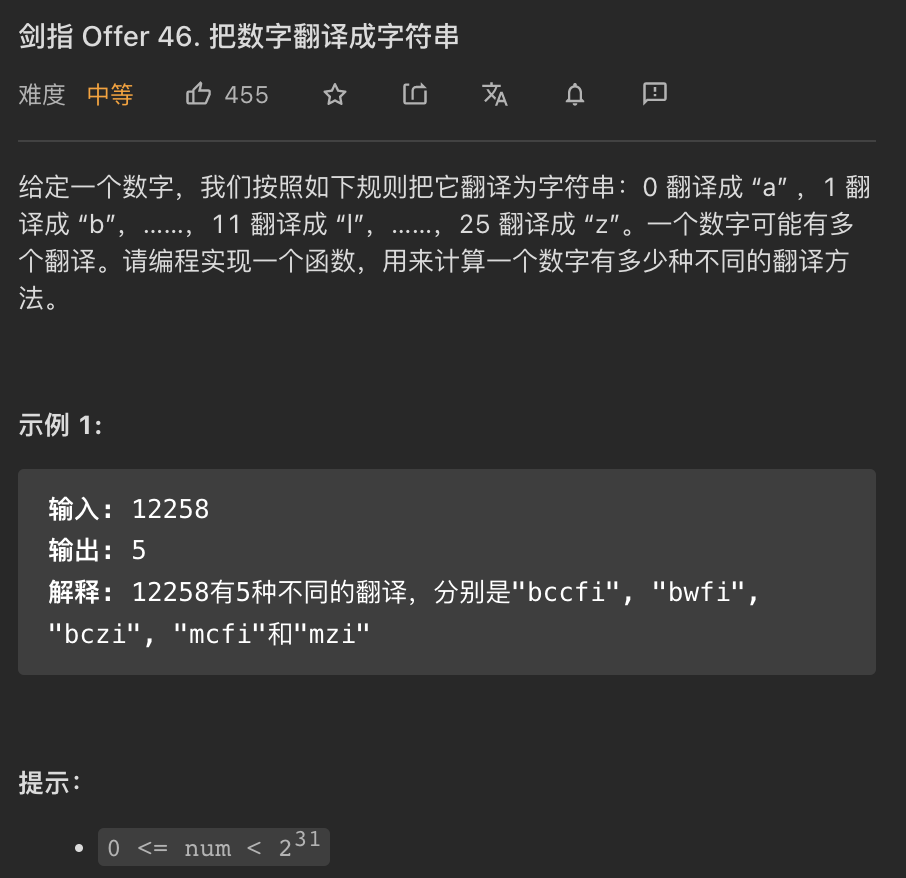 剑指 Offer 46. 把数字翻译成字符串
难度 中等 455
给定一个数字，我们按照如下规则把它翻译为字符串：0 翻译成 “a” ，1 翻
译成 “b”，……，11 翻译成 “l”，……，25 翻译成 “z”。一个数字可能有多
个翻译。请编程实现一个函数，用来计算一个数字有多少种不同的翻译方
法。
示例 1:
输入: 12258
输出: 5
解释: 12258有5种不同的翻译，分别是"bccfi", "bwfi",
"bczi", "mcfi"和"mzi"
提示：
• 0 <= num < 2³¹